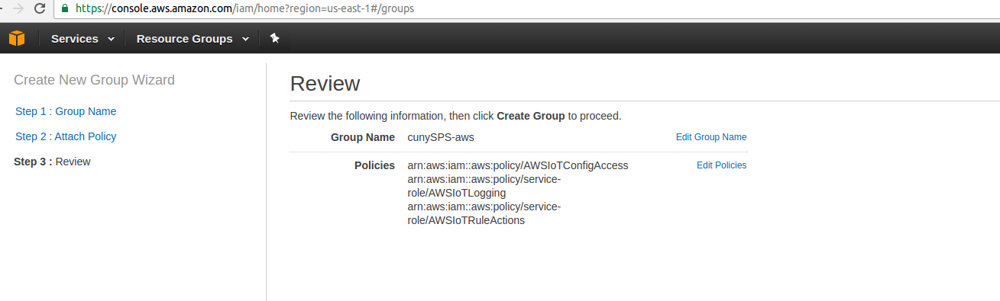 https://console.aws.amazon.com/iam/home?region=us-east-1#/groups
Services Resource Groups
Create New Group Wizard
Step 1 : Group Name
Step 2 : Attach Policy
Step 3 : Review
Review
Review the following information, then click Create Group to proceed.
Group Name cunySPS-aws Edit Group Name
Policies arn:aws:iam::aws:policy/AWSIoTConfigAccess Edit Policies
arn:aws:iam::aws:policy/service-
role/AWSIoTLogging
arn:aws:iam::aws:policy/service-
role/AWSIoTRuleActions